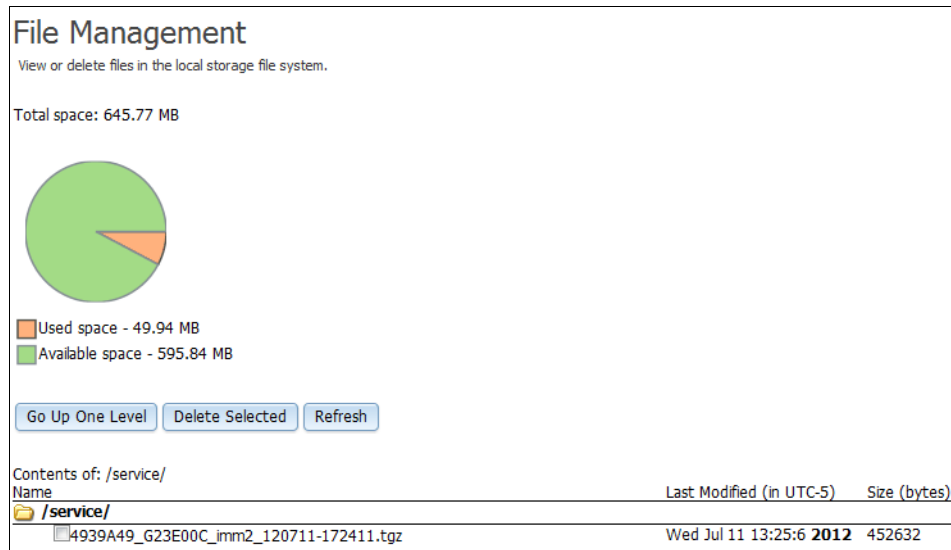 File Management
View or delete files in the local storage file system.
Total space: 645.77 MB
Used space - 49.94 MB
Available space - 595.84 MB
Go Up One Level Delete Selected Refresh
Contents of: /service/
Name Last Modified (in UTC-5) Size (bytes)
/service/
4939A49_G23E00C_imm2_120711-172411.tgz Wed Jul 11 13:25:6 2012 452632